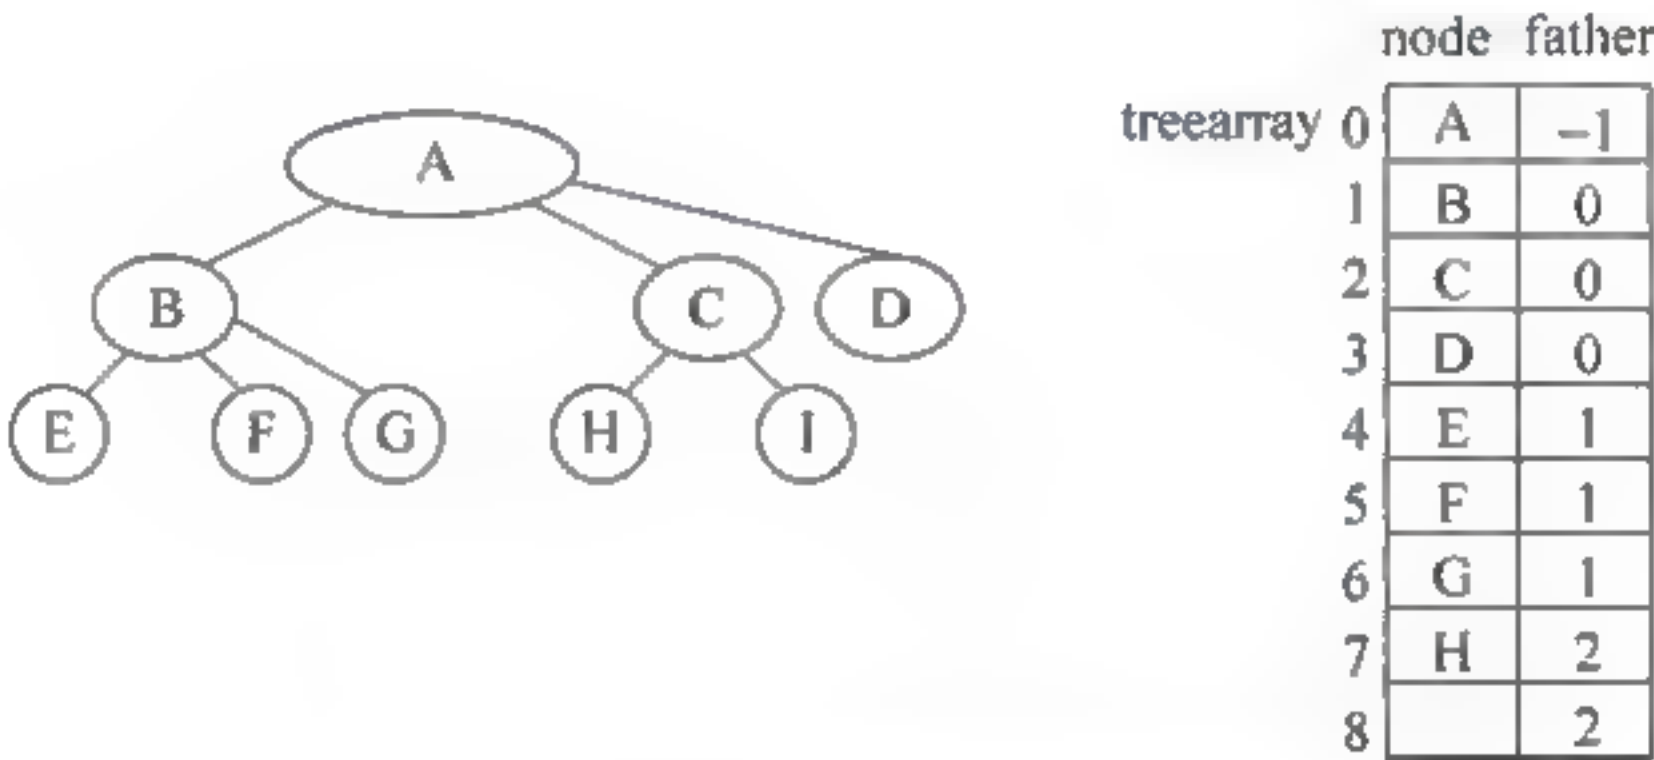 A
B C D
E F G H I
node father
treearray 0 A -1
1 B 0
2 C 0
3 D 0
4 E 1
5 F 1
6 G 1
7 H 2
8 2